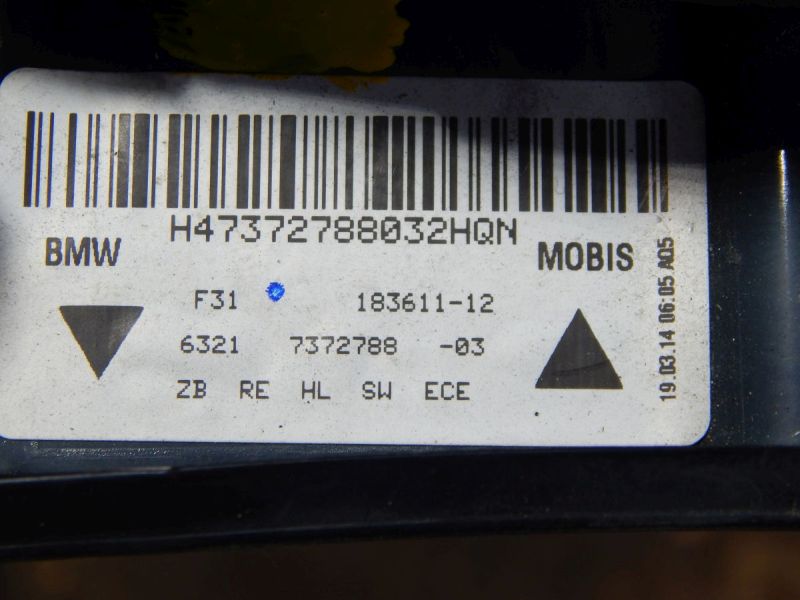 H47372788032HQN
BMW MOBIS
F31 183611-12
6321 7372788 -03
ZB RE HL SW ECE
19.03.14 06:05 A05